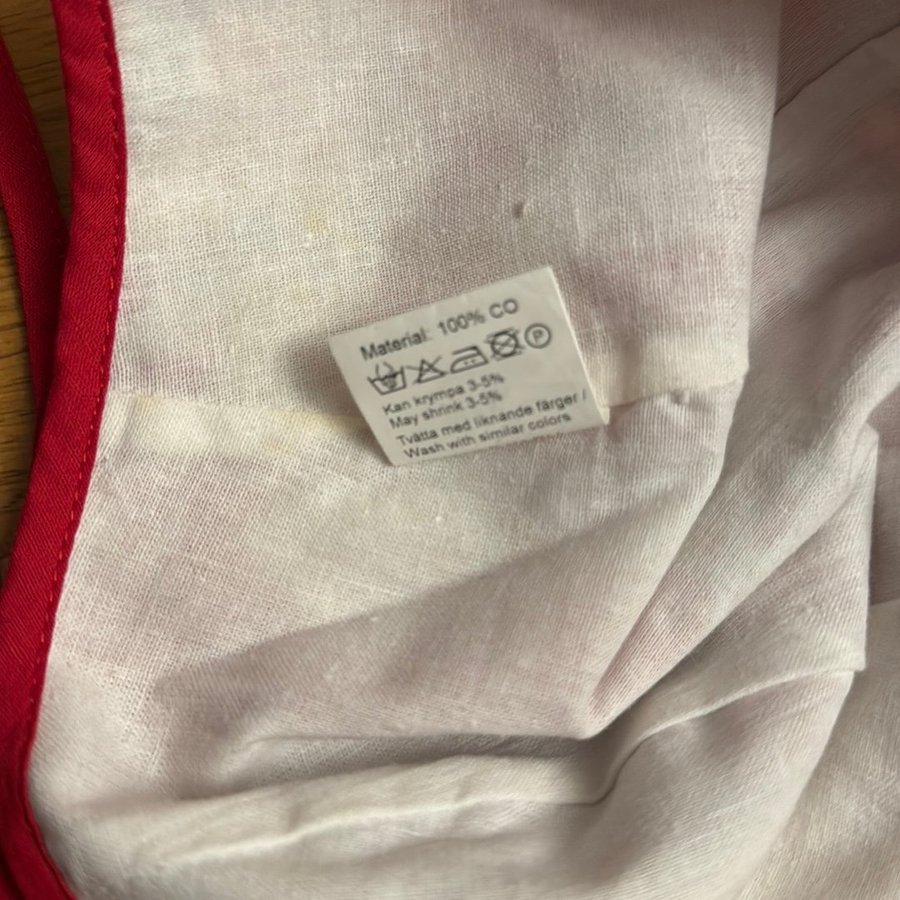 Material: 100% CO
P
Kan krympa 3-5%
May shrink 3-5%
Tvätta med liknande färger /
Wash with similar colors